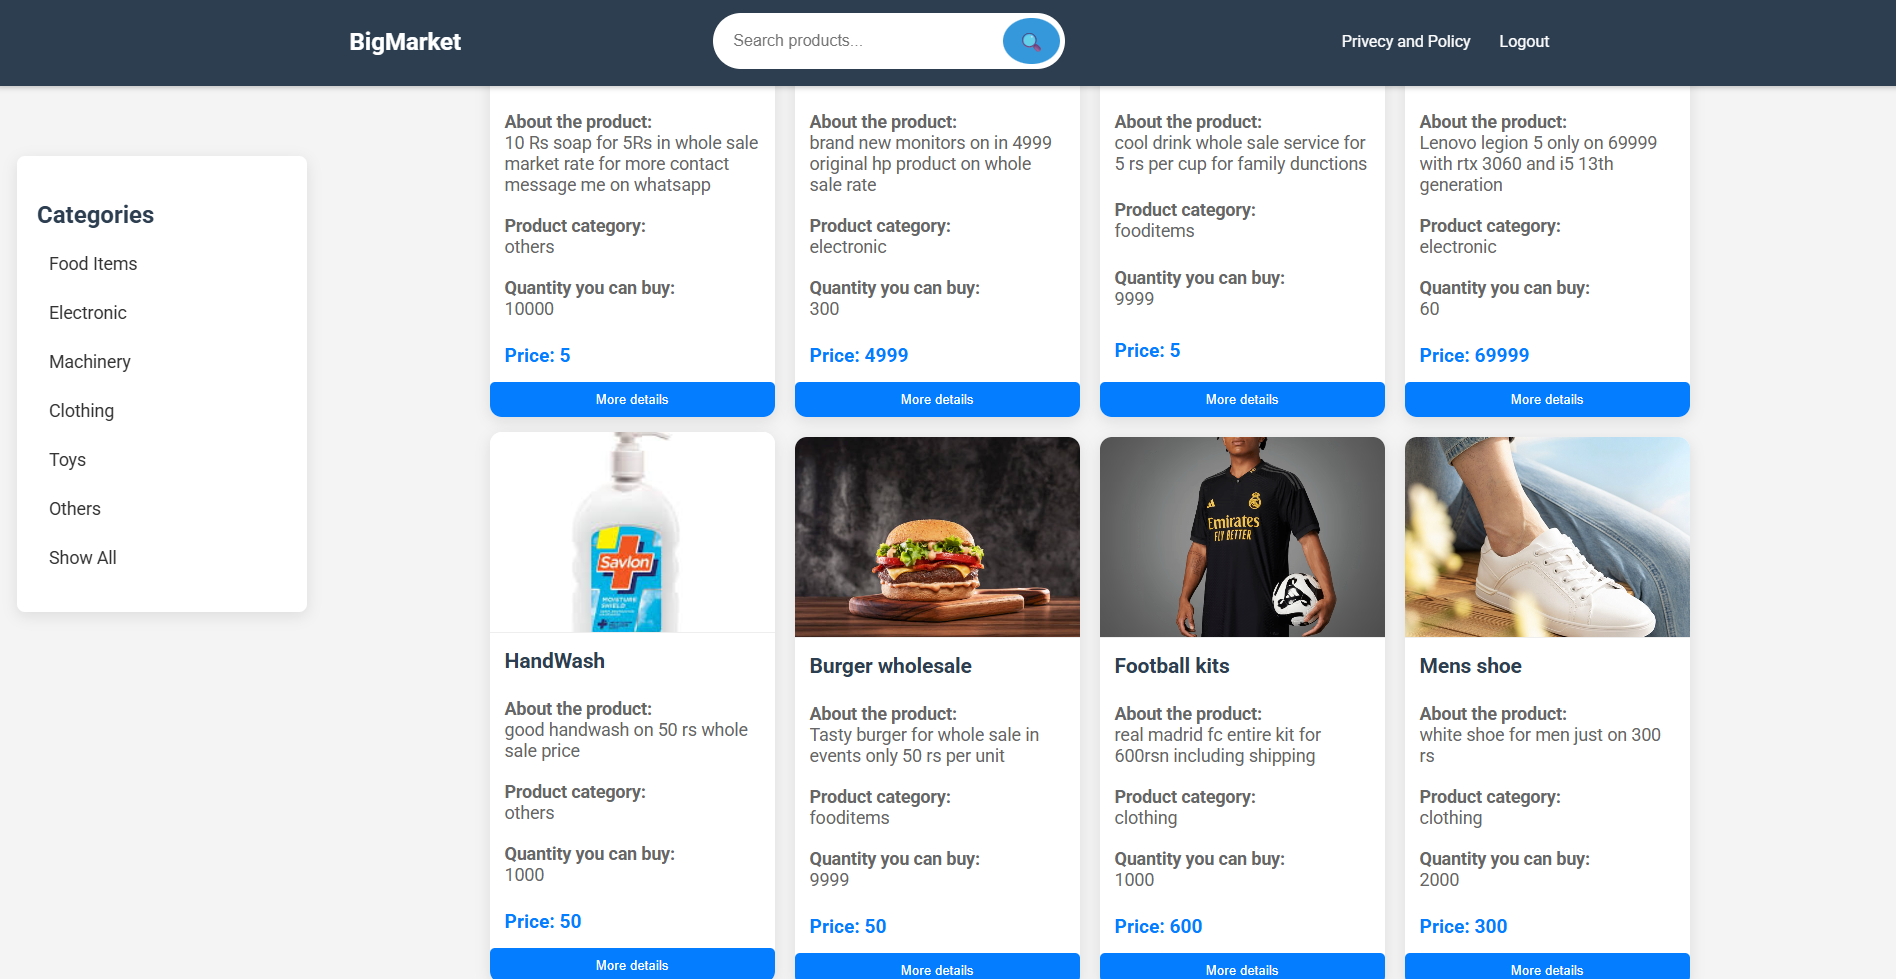 BigMarket
Search products...
Privecy and Policy
Logout
Categories
Food Items
Electronic
Machinery
Clothing
Toys
Others
Show All
About the product:
10 Rs soap for 5Rs in whole sale
market rate for more contact
message me on whatsapp
Product category:
others
Quantity you can buy:
10000
Price: 5
More details
About the product:
brand new monitors on in 4999
original hp product on whole
sale rate
Product category:
electronic
Quantity you can buy:
300
Price: 4999
More details
About the product:
cool drink whole sale service for
5 rs per cup for family dunctions
Product category:
fooditems
Quantity you can buy:
9999
Price: 5
More details
About the product:
Lenovo legion 5 only on 69999
with rtx 3060 and i5 13th
generation
Product category:
electronic
Quantity you can buy:
60
Price: 69999
More details
Savlon
MOISTURE
SHIELD
HandWash
About the product:
good handwash on 50 rs whole
sale price
Product category:
others
Quantity you can buy:
1000
Price: 50
More details
Burger wholesale
About the product:
Tasty burger for whole sale in
events only 50 rs per unit
Product category:
fooditems
Quantity you can buy:
9999
Price: 50
More details
Emirates
FLY BETTER
Football kits
About the product:
real madrid fc entire kit for
600rsn including shipping
Product category:
clothing
Quantity you can buy:
1000
Price: 600
More details
Mens shoe
About the product:
white shoe for men just on 300
rs
Product category:
clothing
Quantity you can buy:
2000
Price: 300
More details